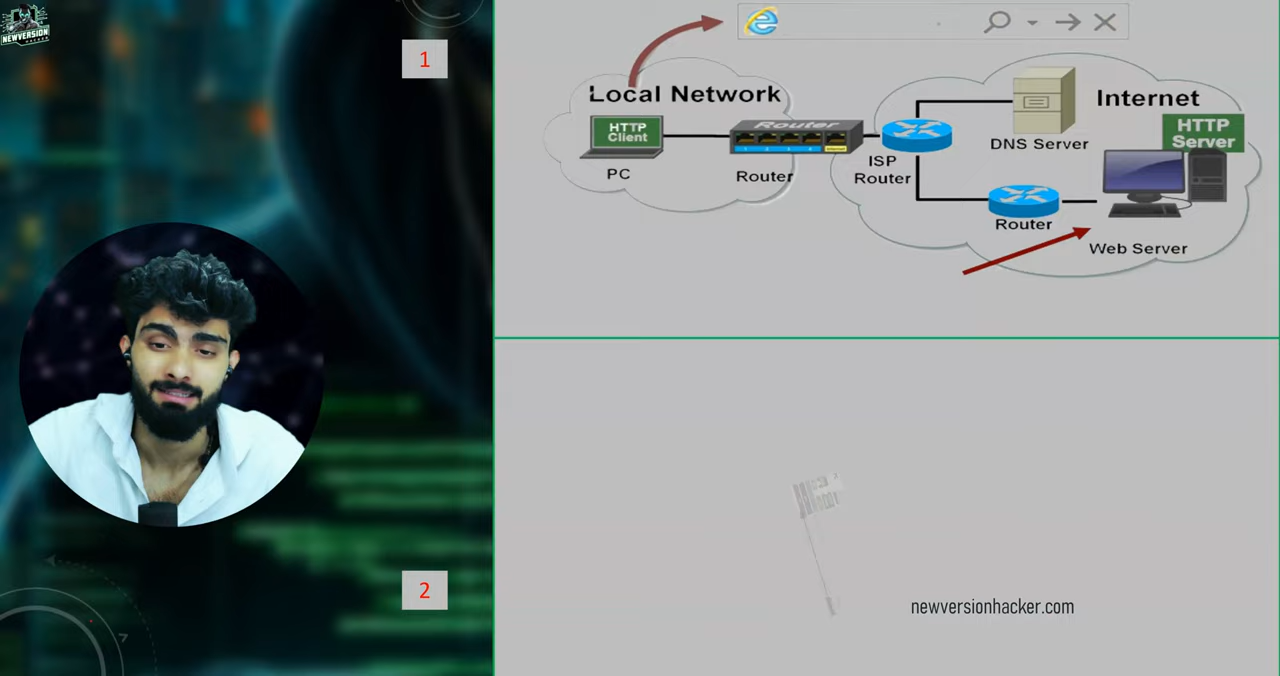 NEWVERSION
HACKER
1
Local Network
Internet
HTTP
Client
Router
HTTP
Server
DNS Server
ISP
Router
PC
Router
Router
Web Server
2
newversionhacker.com